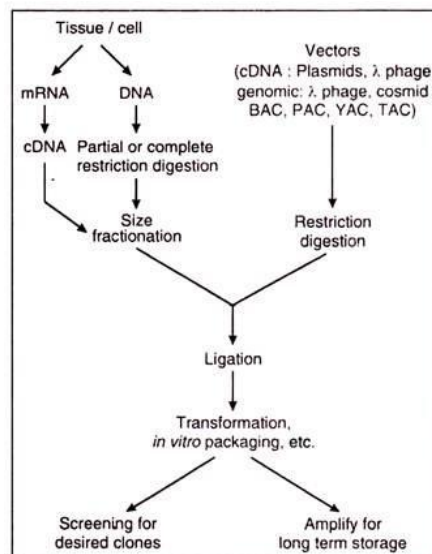 Tissue / cell
mRNA
DNA
cDNA
Partial or complete
restriction digestion
Size
fractionation
Vectors
(cDNA : Plasmids, λ phage
genomic: λ phage, cosmid
BAC, PAC, YAC, TAC)
Restriction
digestion
Ligation
Transformation,
in vitro packaging, etc.
Screening for
desired clones
Amplify for
long term storage